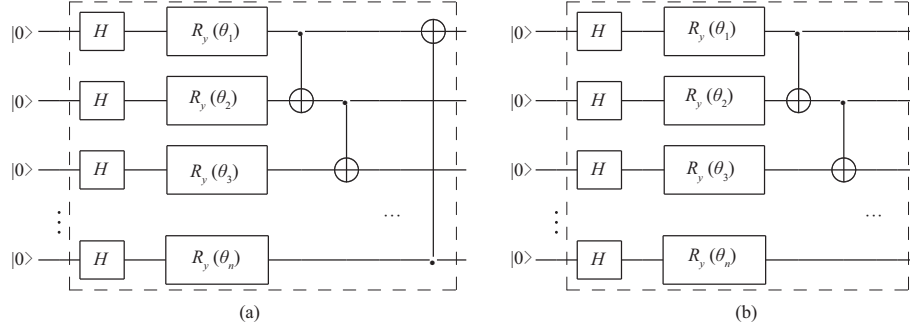 |0> H R_y(θ_1) |0> H R_y(θ_1)
|0> H R_y(θ_2) |0> H R_y(θ_2)
|0> H R_y(θ_3) |0> H R_y(θ_3)
⋮ ... ⋮ ...
|0> H R_y(θ_n) |0> H R_y(θ_n)
(a) (b)